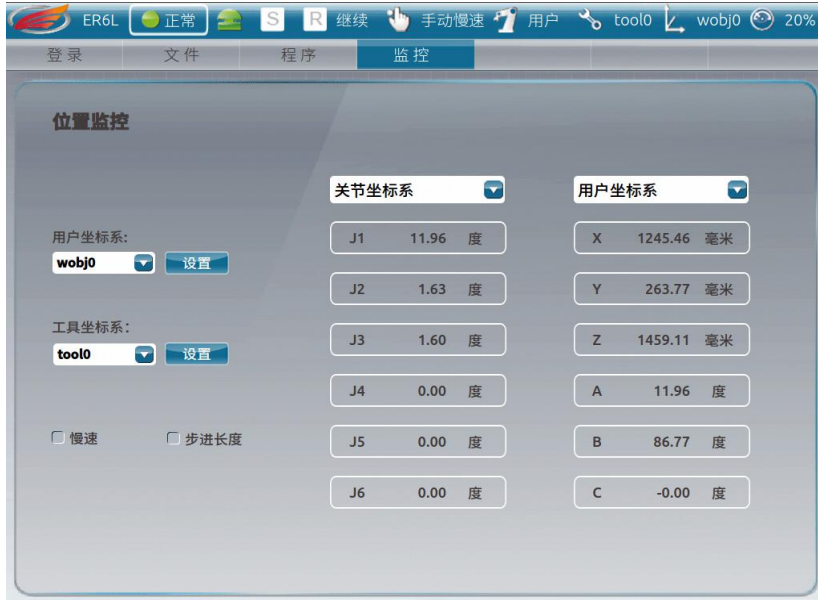 ER6L 正常 S R 继续 手动慢速 用户 tool0 wobj0 20%
登录 文件 程序 监控
位置监控
关节坐标系 用户坐标系
用户坐标系: J1 11.96 度 X 1245.46 毫米
wobj0 设置
J2 1.63 度 Y 263.77 毫米
工具坐标系: J3 1.60 度 Z 1459.11 毫米
tool0 设置
J4 0.00 度 A 11.96 度
慢速 步进长度 J5 0.00 度 B 86.77 度
J6 0.00 度 C -0.00 度